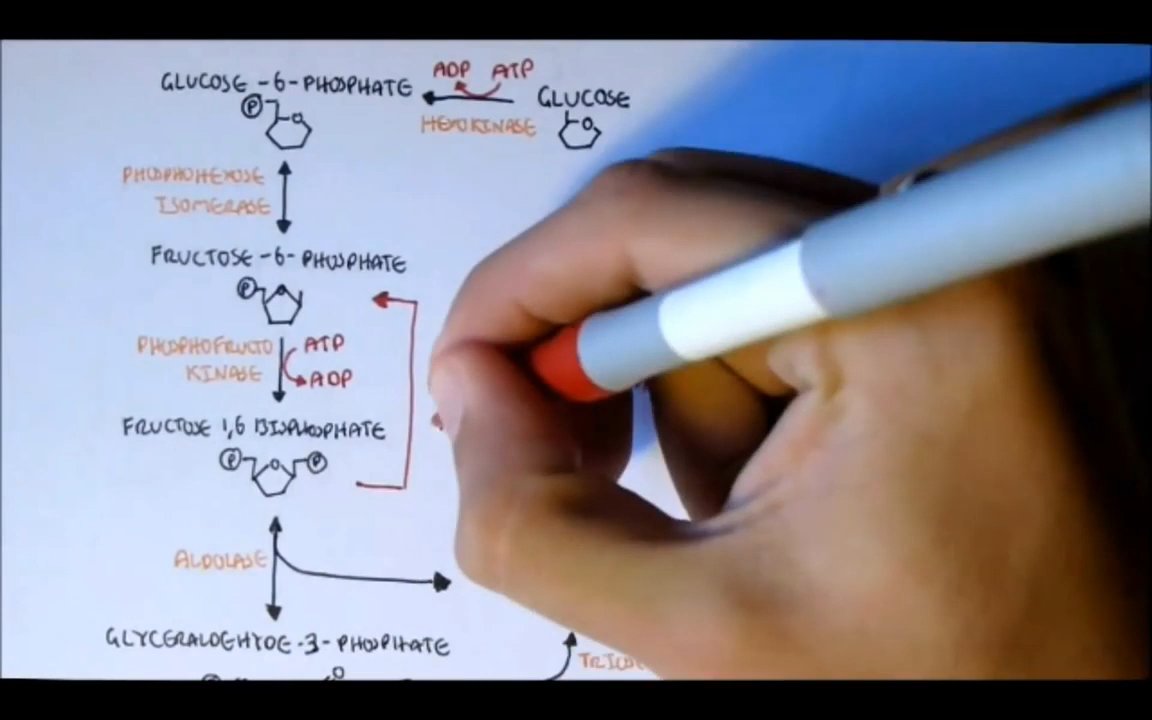 ADP ATP
GLUCOSE-6-PHOSPHATE
GLUCOSE
HEXOKINASE
P
O
O
PHOSPHOHEXOSE
ISOMERASE
FRUCTOSE-6-PHOSPHATE
P
PHOSPHOFRUCTO
KINASE
ATP
ADP
FRUCTOSE 1,6 BISPHOSPHATE
P
O
P
ALDOLASE
GLYCERALDEHYDE-3-PHOSPHATE
O